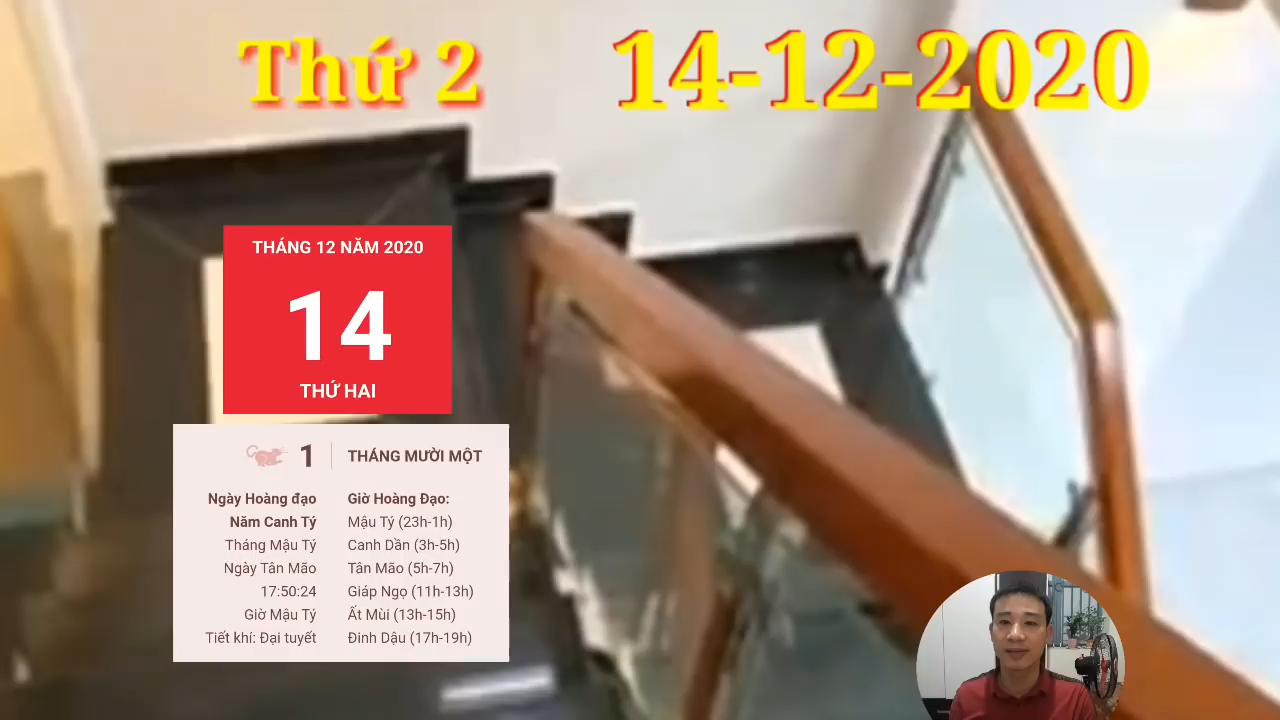 Thứ 2 14-12-2020
THÁNG 12 NĂM 2020
14
THỨ HAI
1 THÁNG MƯỜI MỘT
Ngày Hoàng đạo Giờ Hoàng Đạo:
Năm Canh Tý Mậu Tý (23h-1h)
Tháng Mậu Tý Canh Dần (3h-5h)
Ngày Tân Mão Tân Mão (5h-7h)
17:50:24 Giáp Ngọ (11h-13h)
Giờ Mậu Tý Ất Mùi (13h-15h)
Tiết khí: Đại tuyết Đinh Dậu (17h-19h)